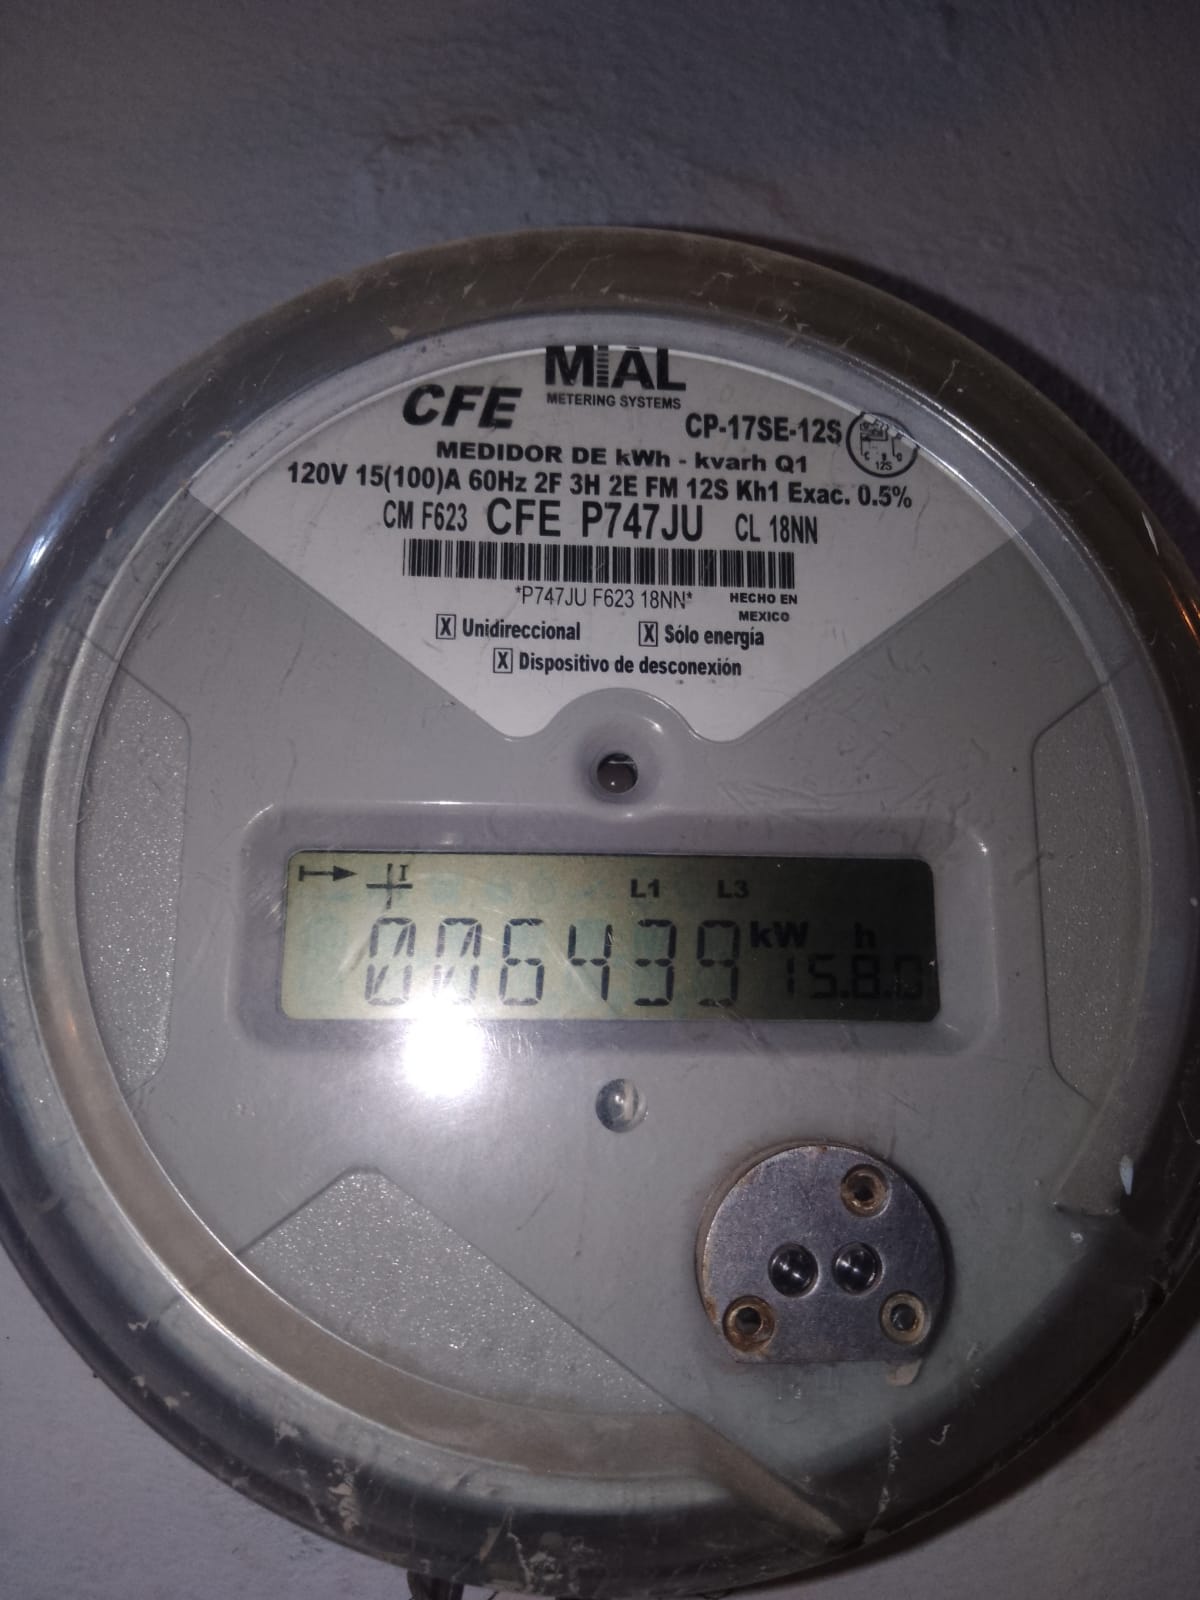 MIAL
METERING SYSTEMS
CFE
CP-17SE-12S
12S
MEDIDOR DE kWh - kvarh Q1
120V 15(100)A 60Hz 2F 3H 2E FM 12S Kh1 Exac. 0.5%
CM F623 CFE P747JU CL 18NN
*P747JU F623 18NN*
HECHO EN
MEXICO
X Unidireccional X Sólo energía
X Dispositivo de desconexión
I L1 L3
006439 kW h 15.8.0